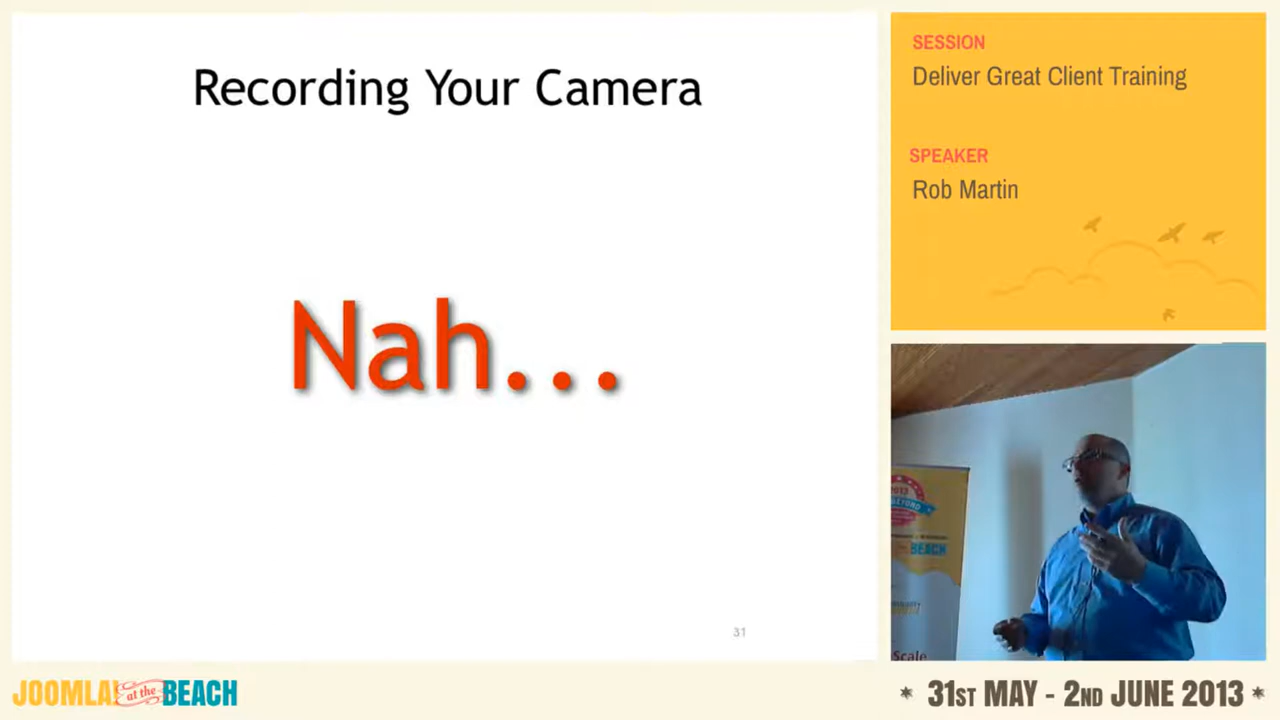 Recording Your Camera
Nah...
31
SESSION
Deliver Great Client Training
SPEAKER
Rob Martin
2013
BEACH
Scale
JOOMLA! at the BEACH
* 31ST MAY - 2ND JUNE 2013 *